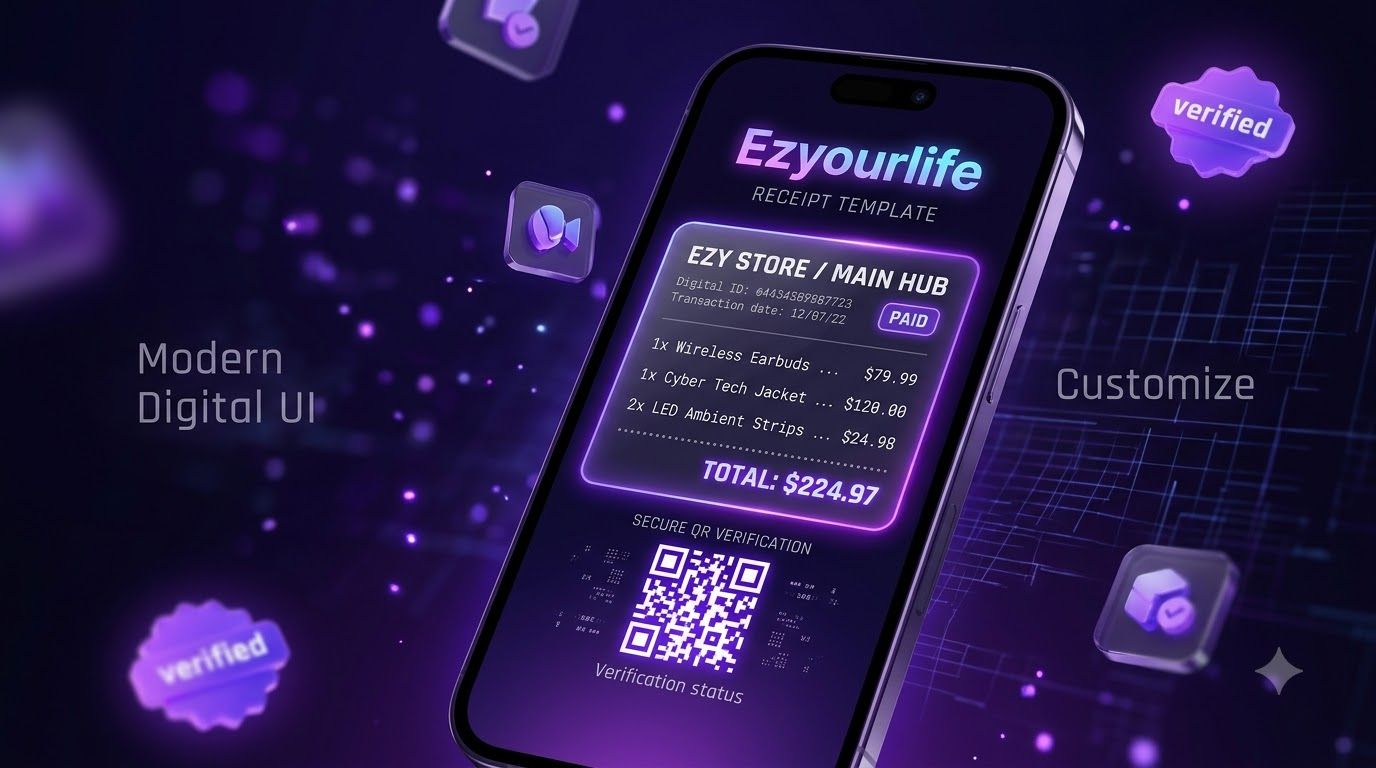 verified
Ezyourlife
RECEIPT TEMPLATE
EZY STORE / MAIN HUB
Digital ID:
Transaction date: 12/07/22
PAID
1x Wireless Earbuds ... $79.99
1x Cyber Tech Jacket ... $120.00
2x LED Ambient Strips ... $24.98
TOTAL: $224.97
SECURE QR VERIFICATION
Verification status
Modern
Digital UI
Customize
verified